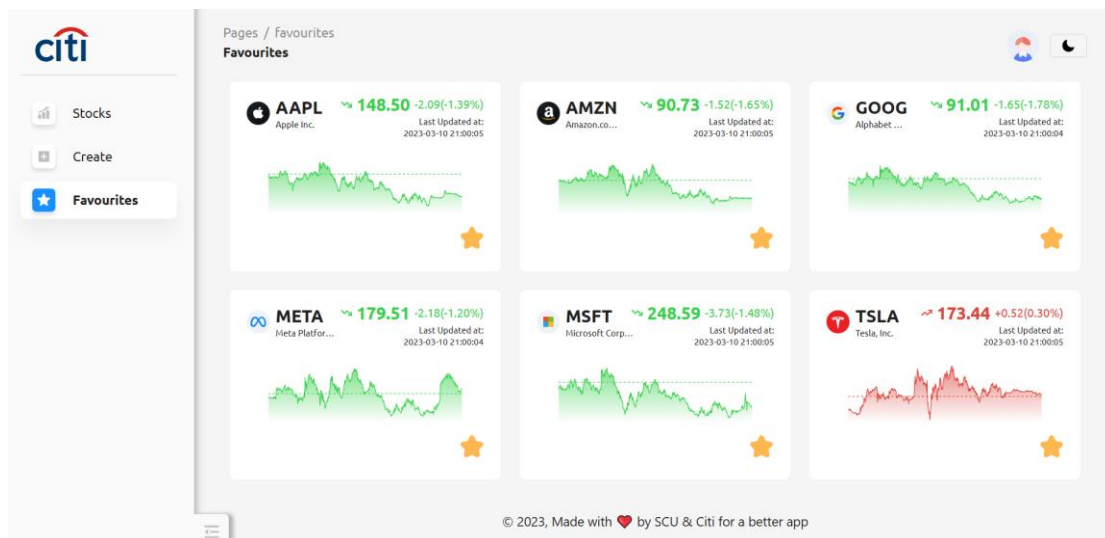 citi
Stocks
Create
Favourites
Pages / favourites
Favourites
AAPL 148.50 -2.09(-1.39%)
Apple Inc.
Last Updated at:
2023-03-10 21:00:05
AMZN 90.73 -1.52(-1.65%)
Amazon.co...
Last Updated at:
2023-03-10 21:00:05
GOOG 91.01 -1.65(-1.78%)
Alphabet ...
Last Updated at:
2023-03-10 21:00:04
META 179.51 -2.18(-1.20%)
Meta Platfor...
Last Updated at:
2023-03-10 21:00:04
MSFT 248.59 -3.73(-1.48%)
Microsoft Corp...
Last Updated at:
2023-03-10 21:00:05
TSLA 173.44 +0.52(0.30%)
Tesla, Inc.
Last Updated at:
2023-03-10 21:00:05
© 2023, Made with ❤ by SCU & Citi for a better app